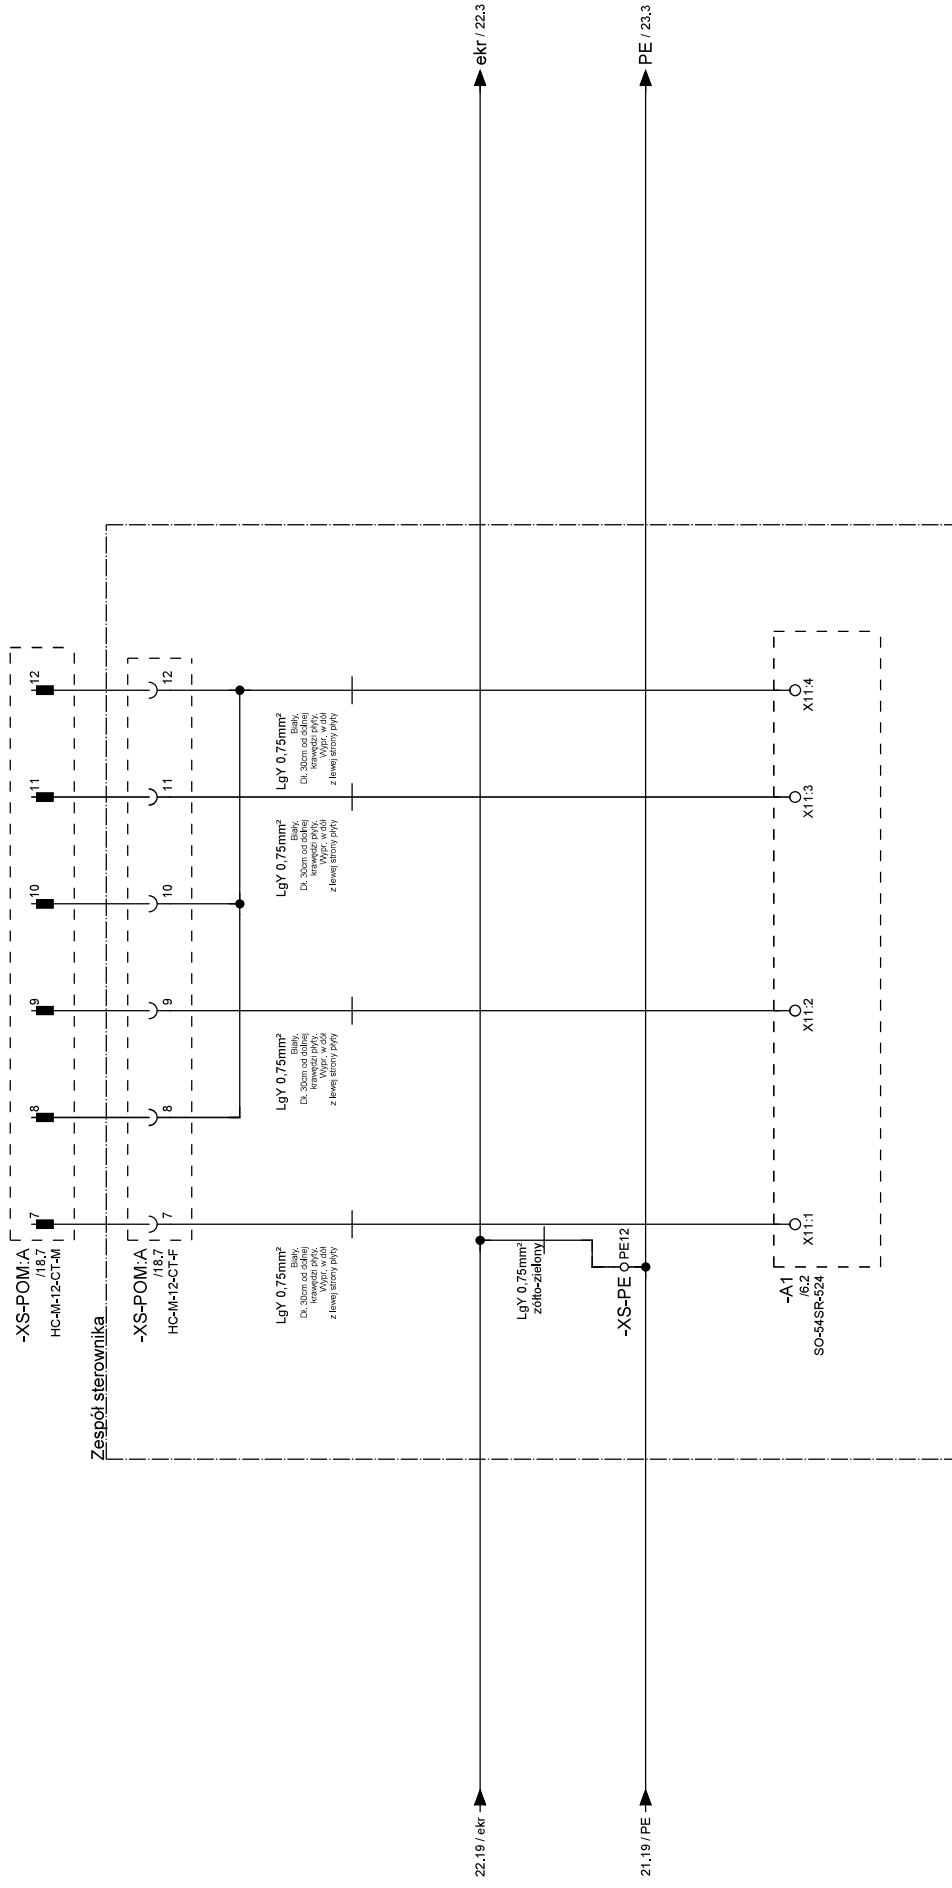 -XS-POM:A
/18.7
HC-M-12-CT-M
7
8
9
10
11
12
Zespół sterownika
-XS-POM:A
/18.7
HC-M-12-CT-F
7
8
9
10
11
12
LgY 0,75mm²
Biały.
Dł. 30cm od dolnej
krawędzi płyty.
Wypr. w dół
z lewej strony płyty
LgY 0,75mm²
Biały.
Dł. 30cm od dolnej
krawędzi płyty.
Wypr. w dół
z lewej strony płyty
LgY 0,75mm²
Biały.
Dł. 30cm od dolnej
krawędzi płyty.
Wypr. w dół
z lewej strony płyty
LgY 0,75mm²
Biały.
Dł. 30cm od dolnej
krawędzi płyty.
Wypr. w dół
z lewej strony płyty
22.19 / ekr
ekr / 22.3
LgY 0,75mm²
żółto-zielony
-XS-PE
PE12
21.19 / PE
PE / 23.3
-A1
/6.2
SO-54SR-524
X11:1
X11:2
X11:3
X11:4